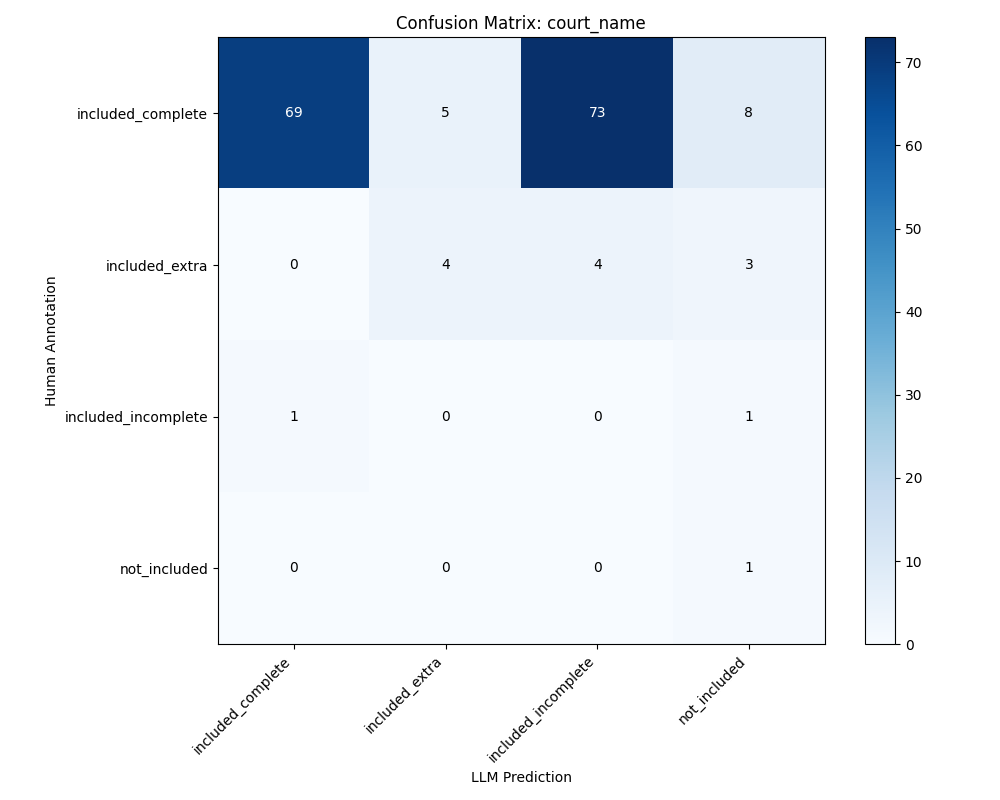 Confusion Matrix: court_name
included_complete 69 5 73 8
included_extra 0 4 4 3
included_incomplete 1 0 0 1
not_included 0 0 0 1
included_complete included_extra included_incomplete not_included
LLM Prediction
Human Annotation
70
60
50
40
30
20
10
0